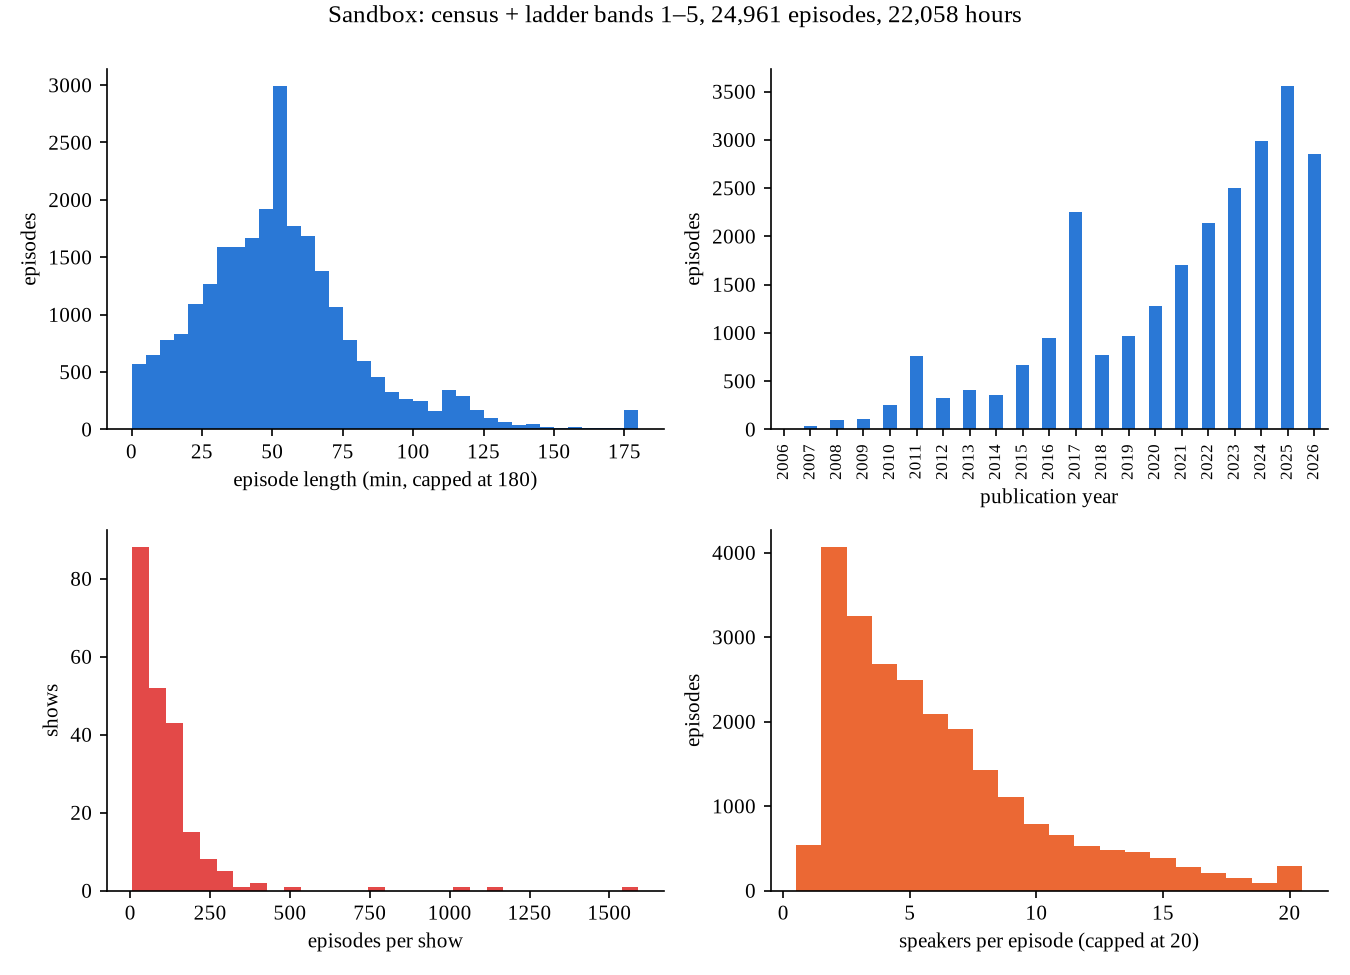 Sandbox: census + ladder bands 1–5, 24,961 episodes, 22,058 hours
3000
2500
2000
1500
1000
500
0
episodes
0 25 50 75 100 125 150 175
episode length (min, capped at 180)
3500
3000
2500
2000
1500
1000
500
0
episodes
2006 2007 2008 2009 2010 2011 2012 2013 2014 2015 2016 2017 2018 2019 2020 2021 2022 2023 2024 2025 2026
publication year
80
60
40
20
0
shows
0 250 500 750 1000 1250 1500
episodes per show
4000
3000
2000
1000
0
episodes
0 5 10 15 20
speakers per episode (capped at 20)